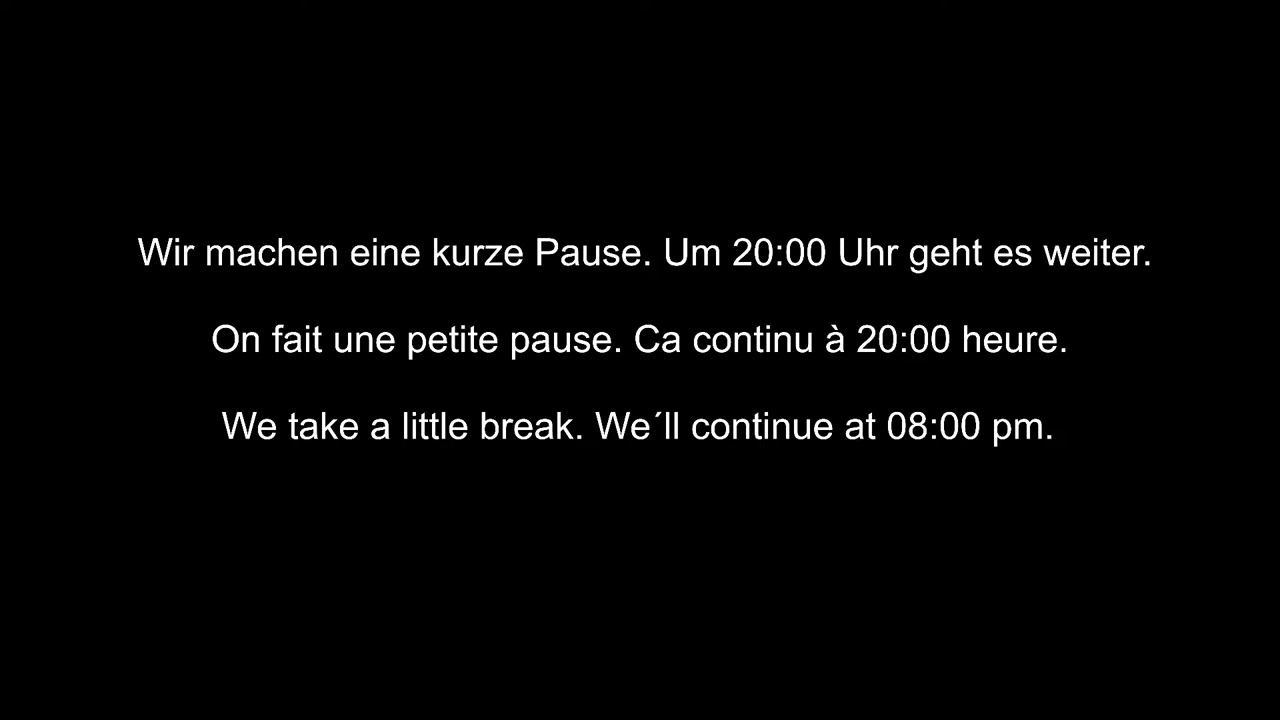 Wir machen eine kurze Pause. Um 20:00 Uhr geht es weiter.
On fait une petite pause. Ca continu à 20:00 heure.
We take a little break. We´ll continue at 08:00 pm.